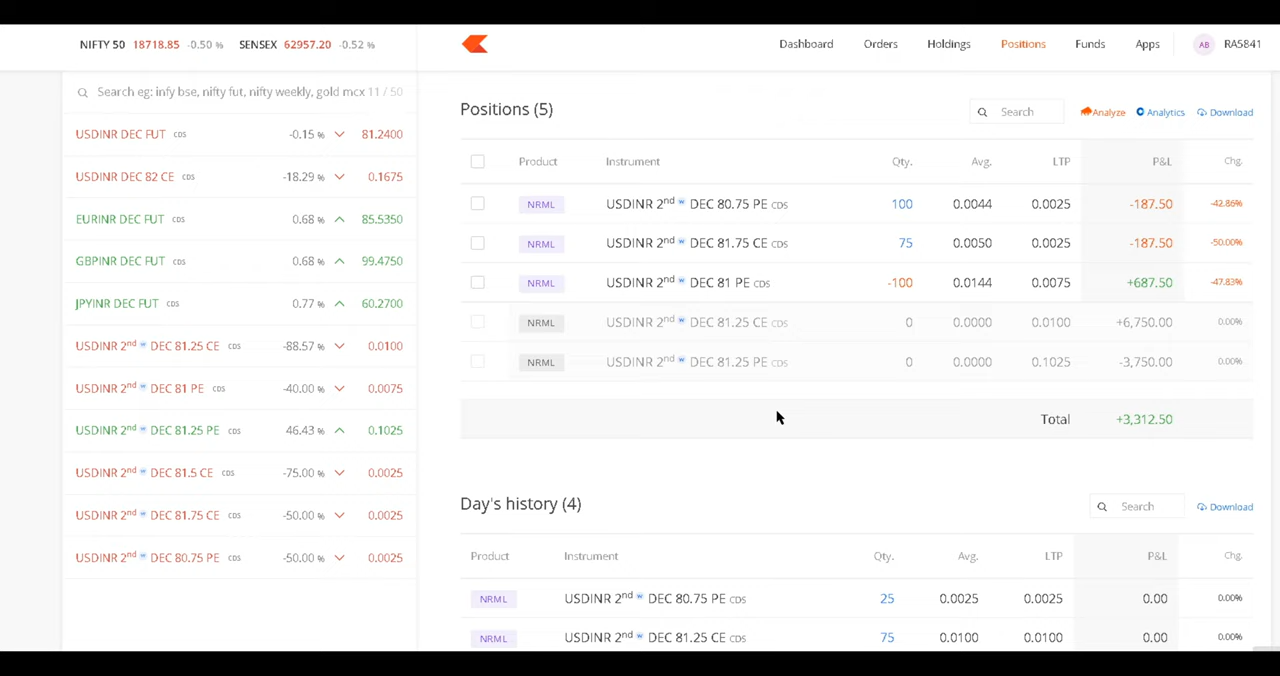 NIFTY 50 18718.85 -0.50 % SENSEX 62957.20 -0.52 %
Dashboard Orders Holdings Positions Funds Apps AB RA5841
Search eg: infy bse, nifty fut, nifty weekly, gold mcx 11 / 50
USDINR DEC FUT CDS -0.15 % 81.2400
USDINR DEC 82 CE CDS -18.29 % 0.1675
EURINR DEC FUT CDS 0.68 % 85.5350
GBPINR DEC FUT CDS 0.68 % 99.4750
JPYINR DEC FUT CDS 0.77 % 60.2700
USDINR 2nd w DEC 81.25 CE CDS -88.57 % 0.0100
USDINR 2nd w DEC 81 PE CDS -40.00 % 0.0075
USDINR 2nd w DEC 81.25 PE CDS 46.43 % 0.1025
USDINR 2nd w DEC 81.5 CE CDS -75.00 % 0.0025
USDINR 2nd w DEC 81.75 CE CDS -50.00 % 0.0025
USDINR 2nd w DEC 80.75 PE CDS -50.00 % 0.0025
Positions (5) Search Analyze Analytics Download
Product Instrument Qty. Avg. LTP P&L Chg.
NRML USDINR 2nd w DEC 80.75 PE CDS 100 0.0044 0.0025 -187.50 -42.86%
NRML USDINR 2nd w DEC 81.75 CE CDS 75 0.0050 0.0025 -187.50 -50.00%
NRML USDINR 2nd w DEC 81 PE CDS -100 0.0144 0.0075 +687.50 -47.83%
NRML USDINR 2nd w DEC 81.25 CE CDS 0 0.0000 0.0100 +6,750.00 0.00%
NRML USDINR 2nd w DEC 81.25 PE CDS 0 0.0000 0.1025 -3,750.00 0.00%
Total +3,312.50
Day's history (4) Search Download
Product Instrument Qty. Avg. LTP P&L Chg.
NRML USDINR 2nd w DEC 80.75 PE CDS 25 0.0025 0.0025 0.00 0.00%
NRML USDINR 2nd w DEC 81.25 CE CDS 75 0.0100 0.0100 0.00 0.00%